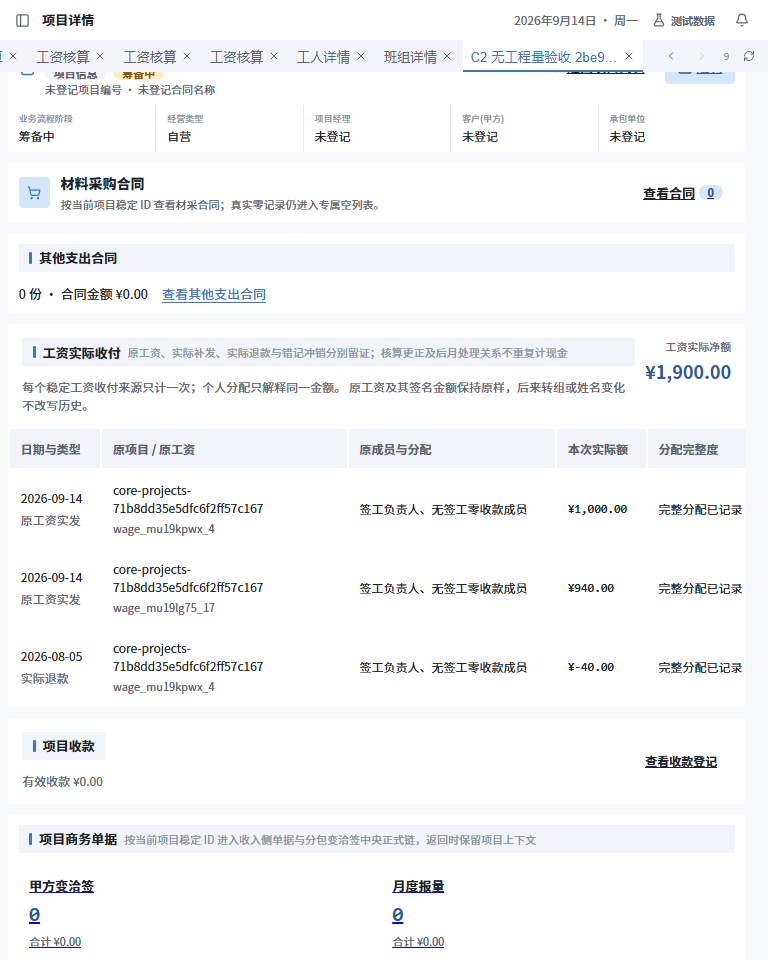 项目详情
2026年9月14日 · 周一
测试数据
工资核算
工资核算
工资核算
工人详情
班组详情
C2 无工程量验收 2be9...
9
项目信息
筹备中
未登记项目编号 · 未登记合同名称
业务流程阶段
筹备中
经营类型
自营
项目经理
未登记
客户(甲方)
未登记
承包单位
未登记
材料采购合同
按当前项目稳定 ID 查看材采合同；真实零记录仍进入专属空列表。
查看合同 0
其他支出合同
0 份 · 合同金额 ¥0.00 查看其他支出合同
工资实际收付 原工资、实际补发、实际退款与错记冲销分别留证；核算更正及后月处理关系不重复计现金
工资实际净额
¥1,900.00
每个稳定工资收付来源只计一次；个人分配只解释同一金额。 原工资及其签名金额保持原样，后来转组或姓名变化
不改写历史。
日期与类型 原项目 / 原工资 原成员与分配 本次实际额 分配完整度
2026-09-14
原工资实发
core-projects-
71b8dd35e5dfc6f2ff57c167
wage_mu19kpwx_4
签工负责人、无签工零收款成员
¥1,000.00
完整分配已记录
2026-09-14
原工资实发
core-projects-
71b8dd35e5dfc6f2ff57c167
wage_mu19lg75_17
签工负责人、无签工零收款成员
¥940.00
完整分配已记录
2026-08-05
实际退款
core-projects-
71b8dd35e5dfc6f2ff57c167
wage_mu19kpwx_4
签工负责人、无签工零收款成员
¥-40.00
完整分配已记录
项目收款
有效收款 ¥0.00
查看收款登记
项目商务单据 按当前项目稳定 ID 进入收入侧单据与分包变洽签中央正式链，返回时保留项目上下文
甲方变洽签
0
合计 ¥0.00
月度报量
0
合计 ¥0.00